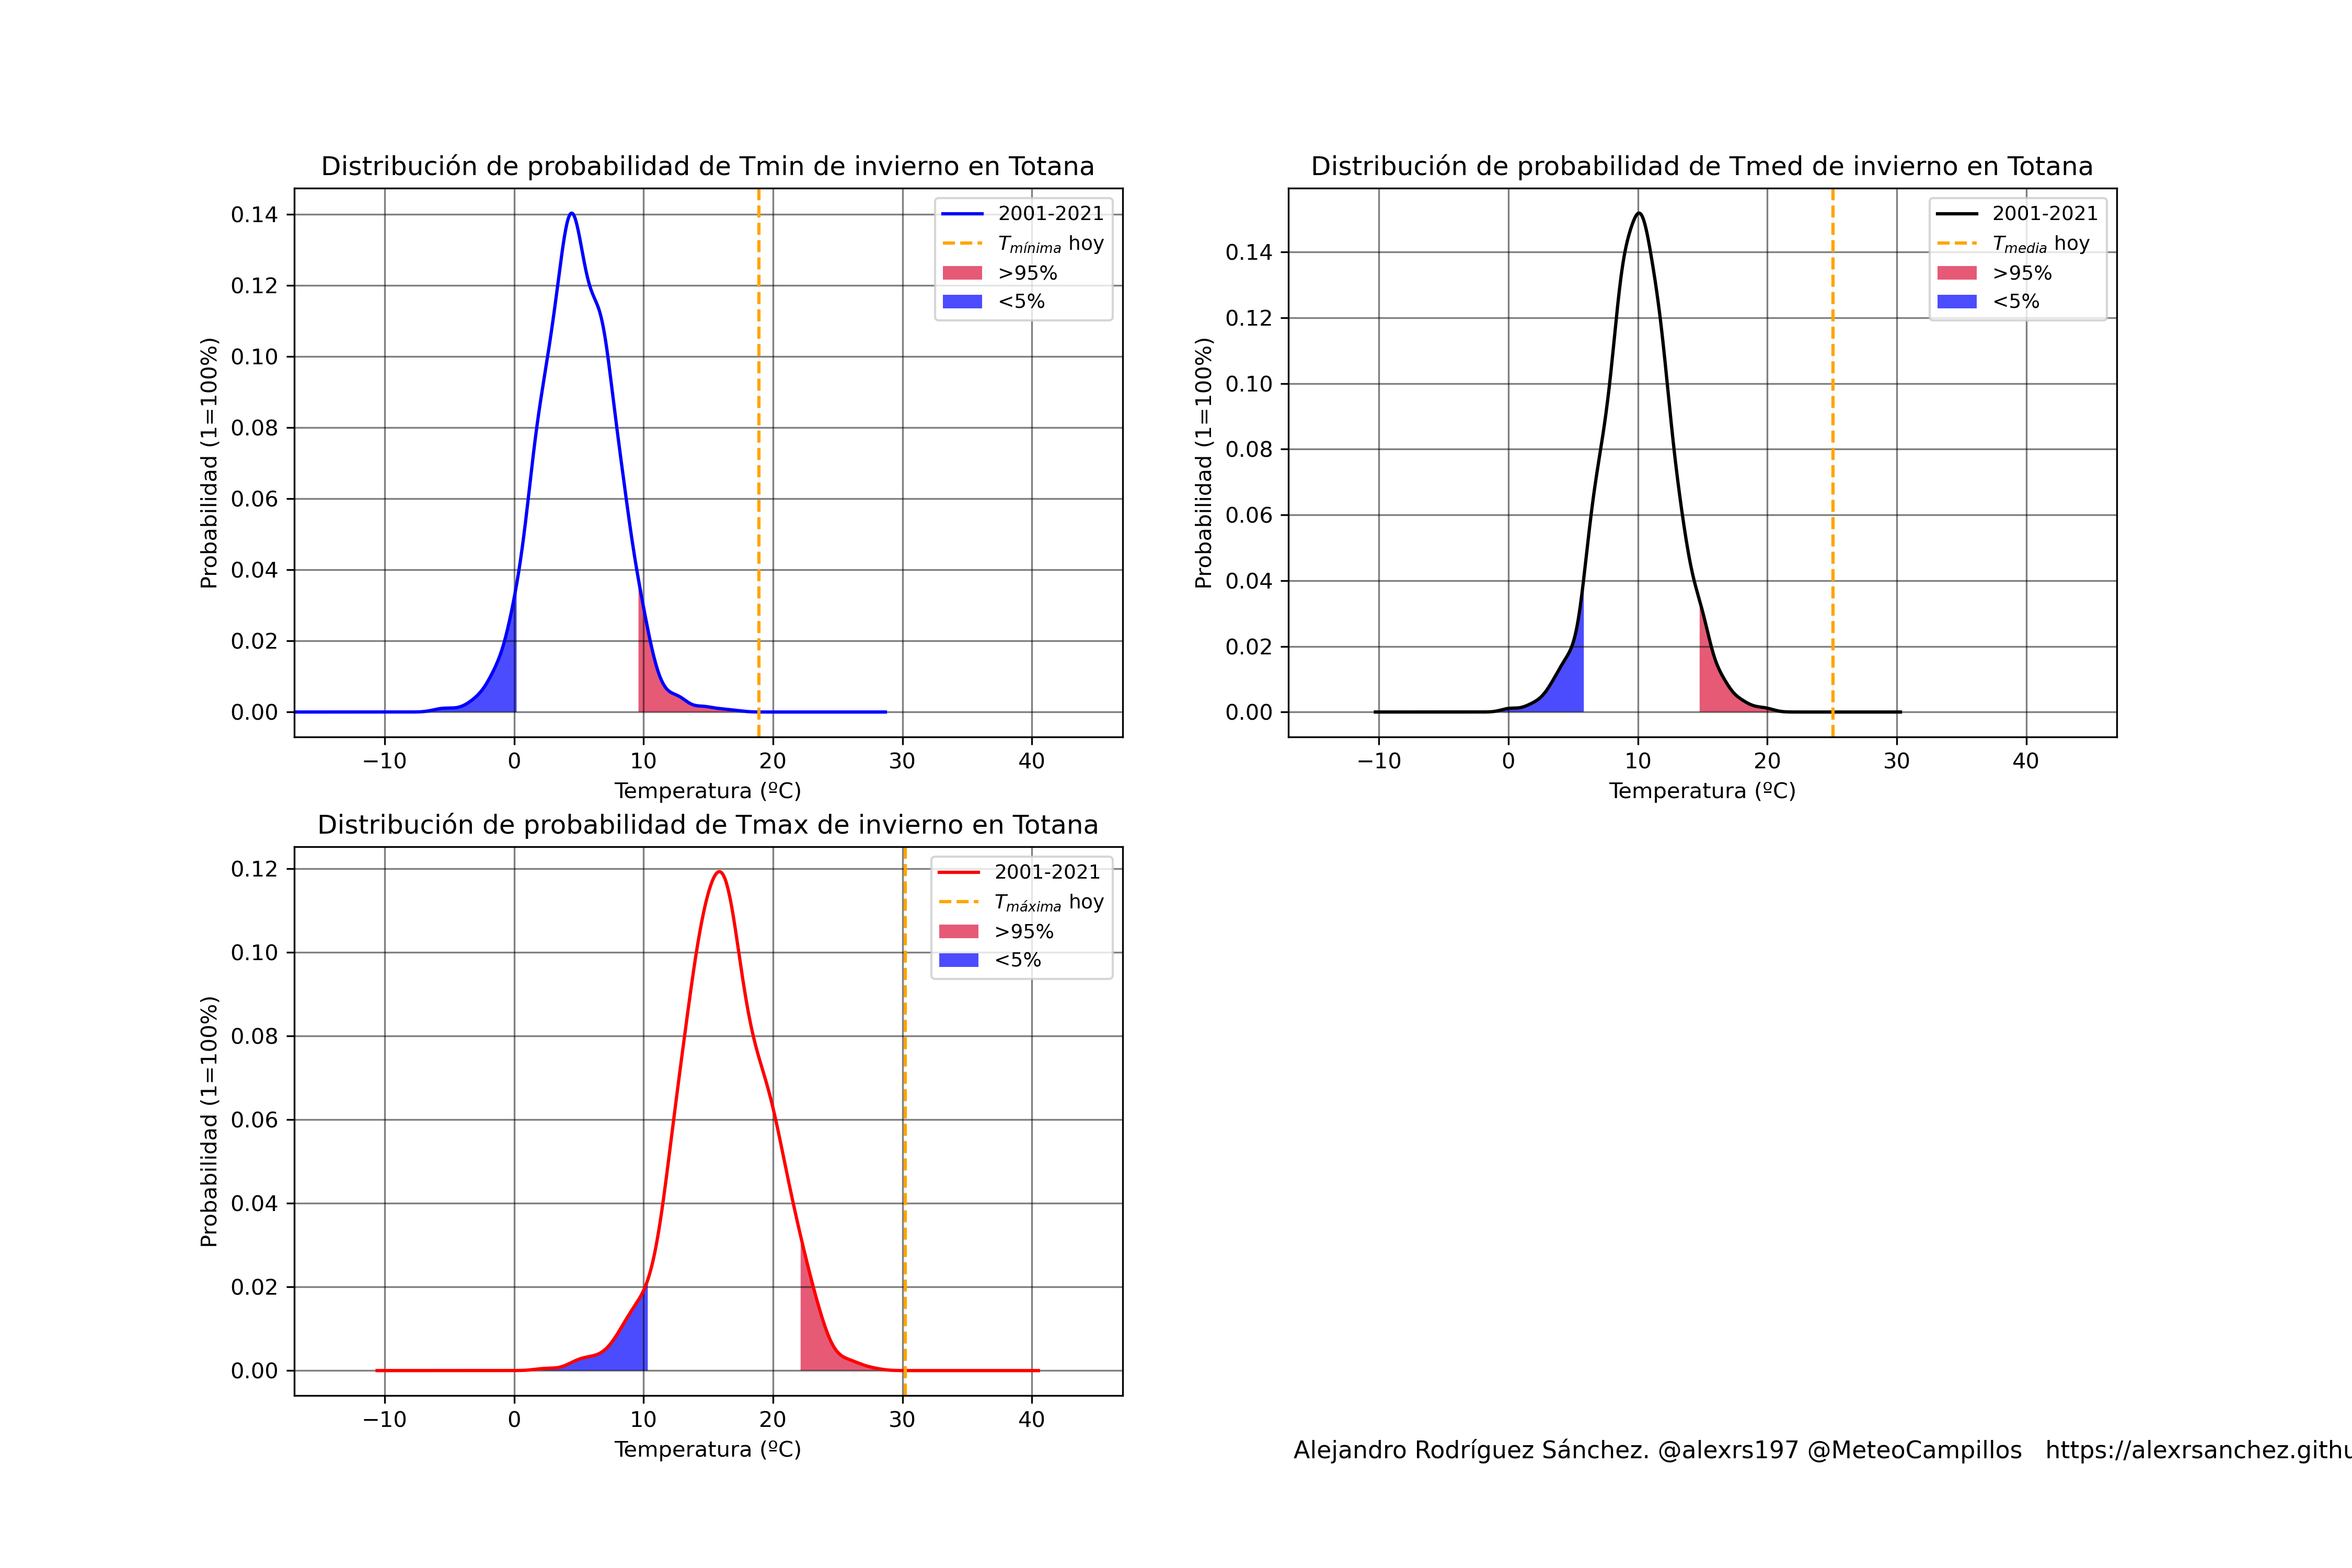 Distribución de probabilidad de Tmin de invierno en Totana
0.14
0.12
0.10
0.08
0.06
0.04
0.02
0.00
Probabilidad (1=100%)
2001-2021
Tmínima hoy
>95%
<5%
−10 0 10 20 30 40
Temperatura (ºC)
Distribución de probabilidad de Tmed de invierno en Totana
0.14
0.12
0.10
0.08
0.06
0.04
0.02
0.00
Probabilidad (1=100%)
2001-2021
Tmedia hoy
>95%
<5%
−10 0 10 20 30 40
Temperatura (ºC)
Distribución de probabilidad de Tmax de invierno en Totana
0.12
0.10
0.08
0.06
0.04
0.02
0.00
Probabilidad (1=100%)
2001-2021
Tmáxima hoy
>95%
<5%
−10 0 10 20 30 40
Temperatura (ºC)
Alejandro Rodríguez Sánchez. @alexrs197 @MeteoCampillos https://alexrsanchez.githu